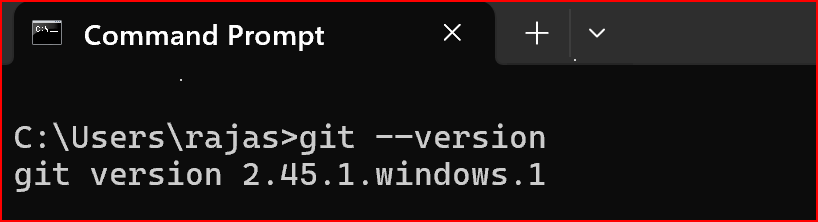 Command Prompt
C:\Users\rajas>git --version
git version 2.45.1.windows.1